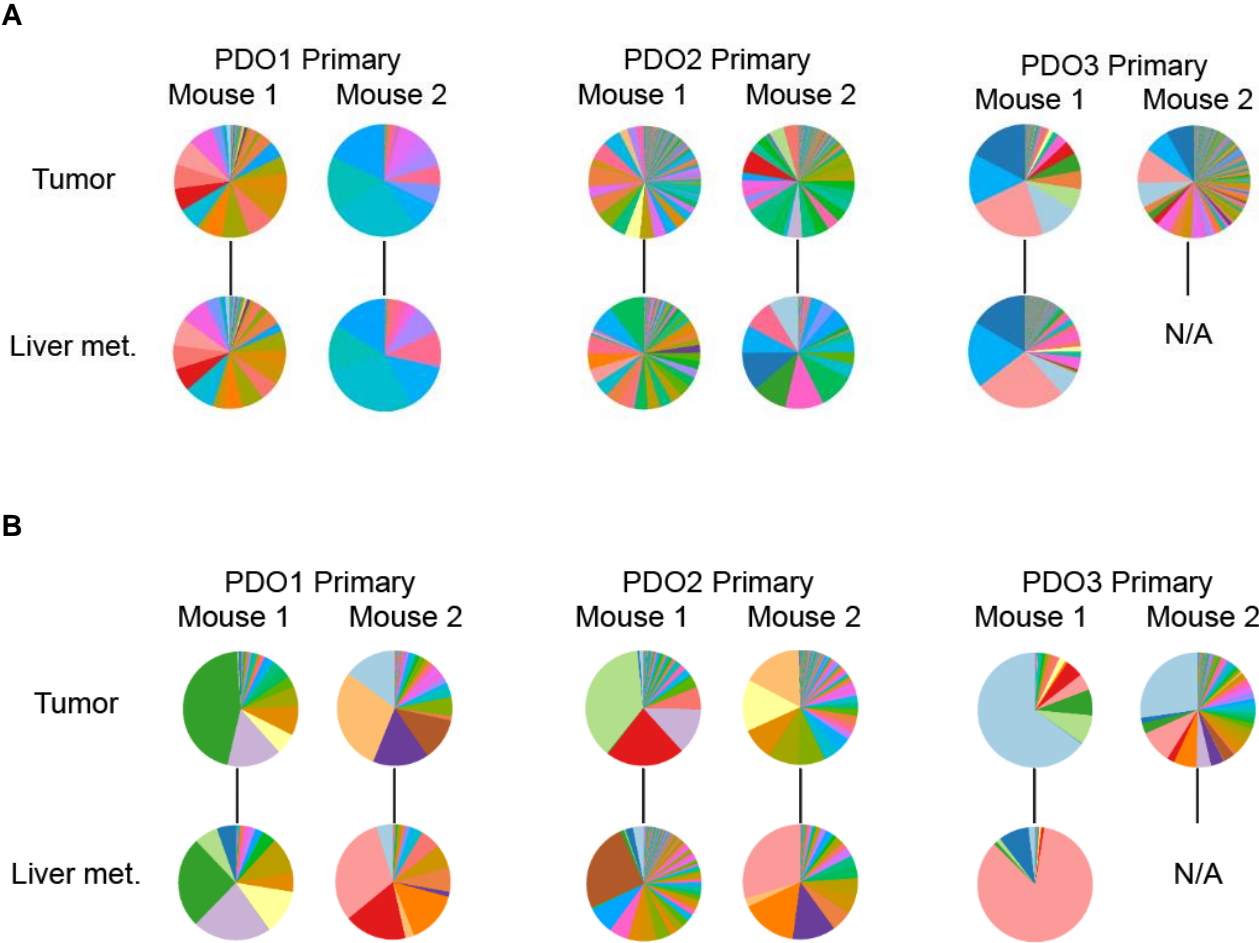 A
PDO1 Primary
Mouse 1 Mouse 2
PDO2 Primary
Mouse 1 Mouse 2
PDO3 Primary
Mouse 1 Mouse 2
Tumor
Liver met.
N/A
B
PDO1 Primary
Mouse 1 Mouse 2
PDO2 Primary
Mouse 1 Mouse 2
PDO3 Primary
Mouse 1 Mouse 2
Tumor
Liver met.
N/A